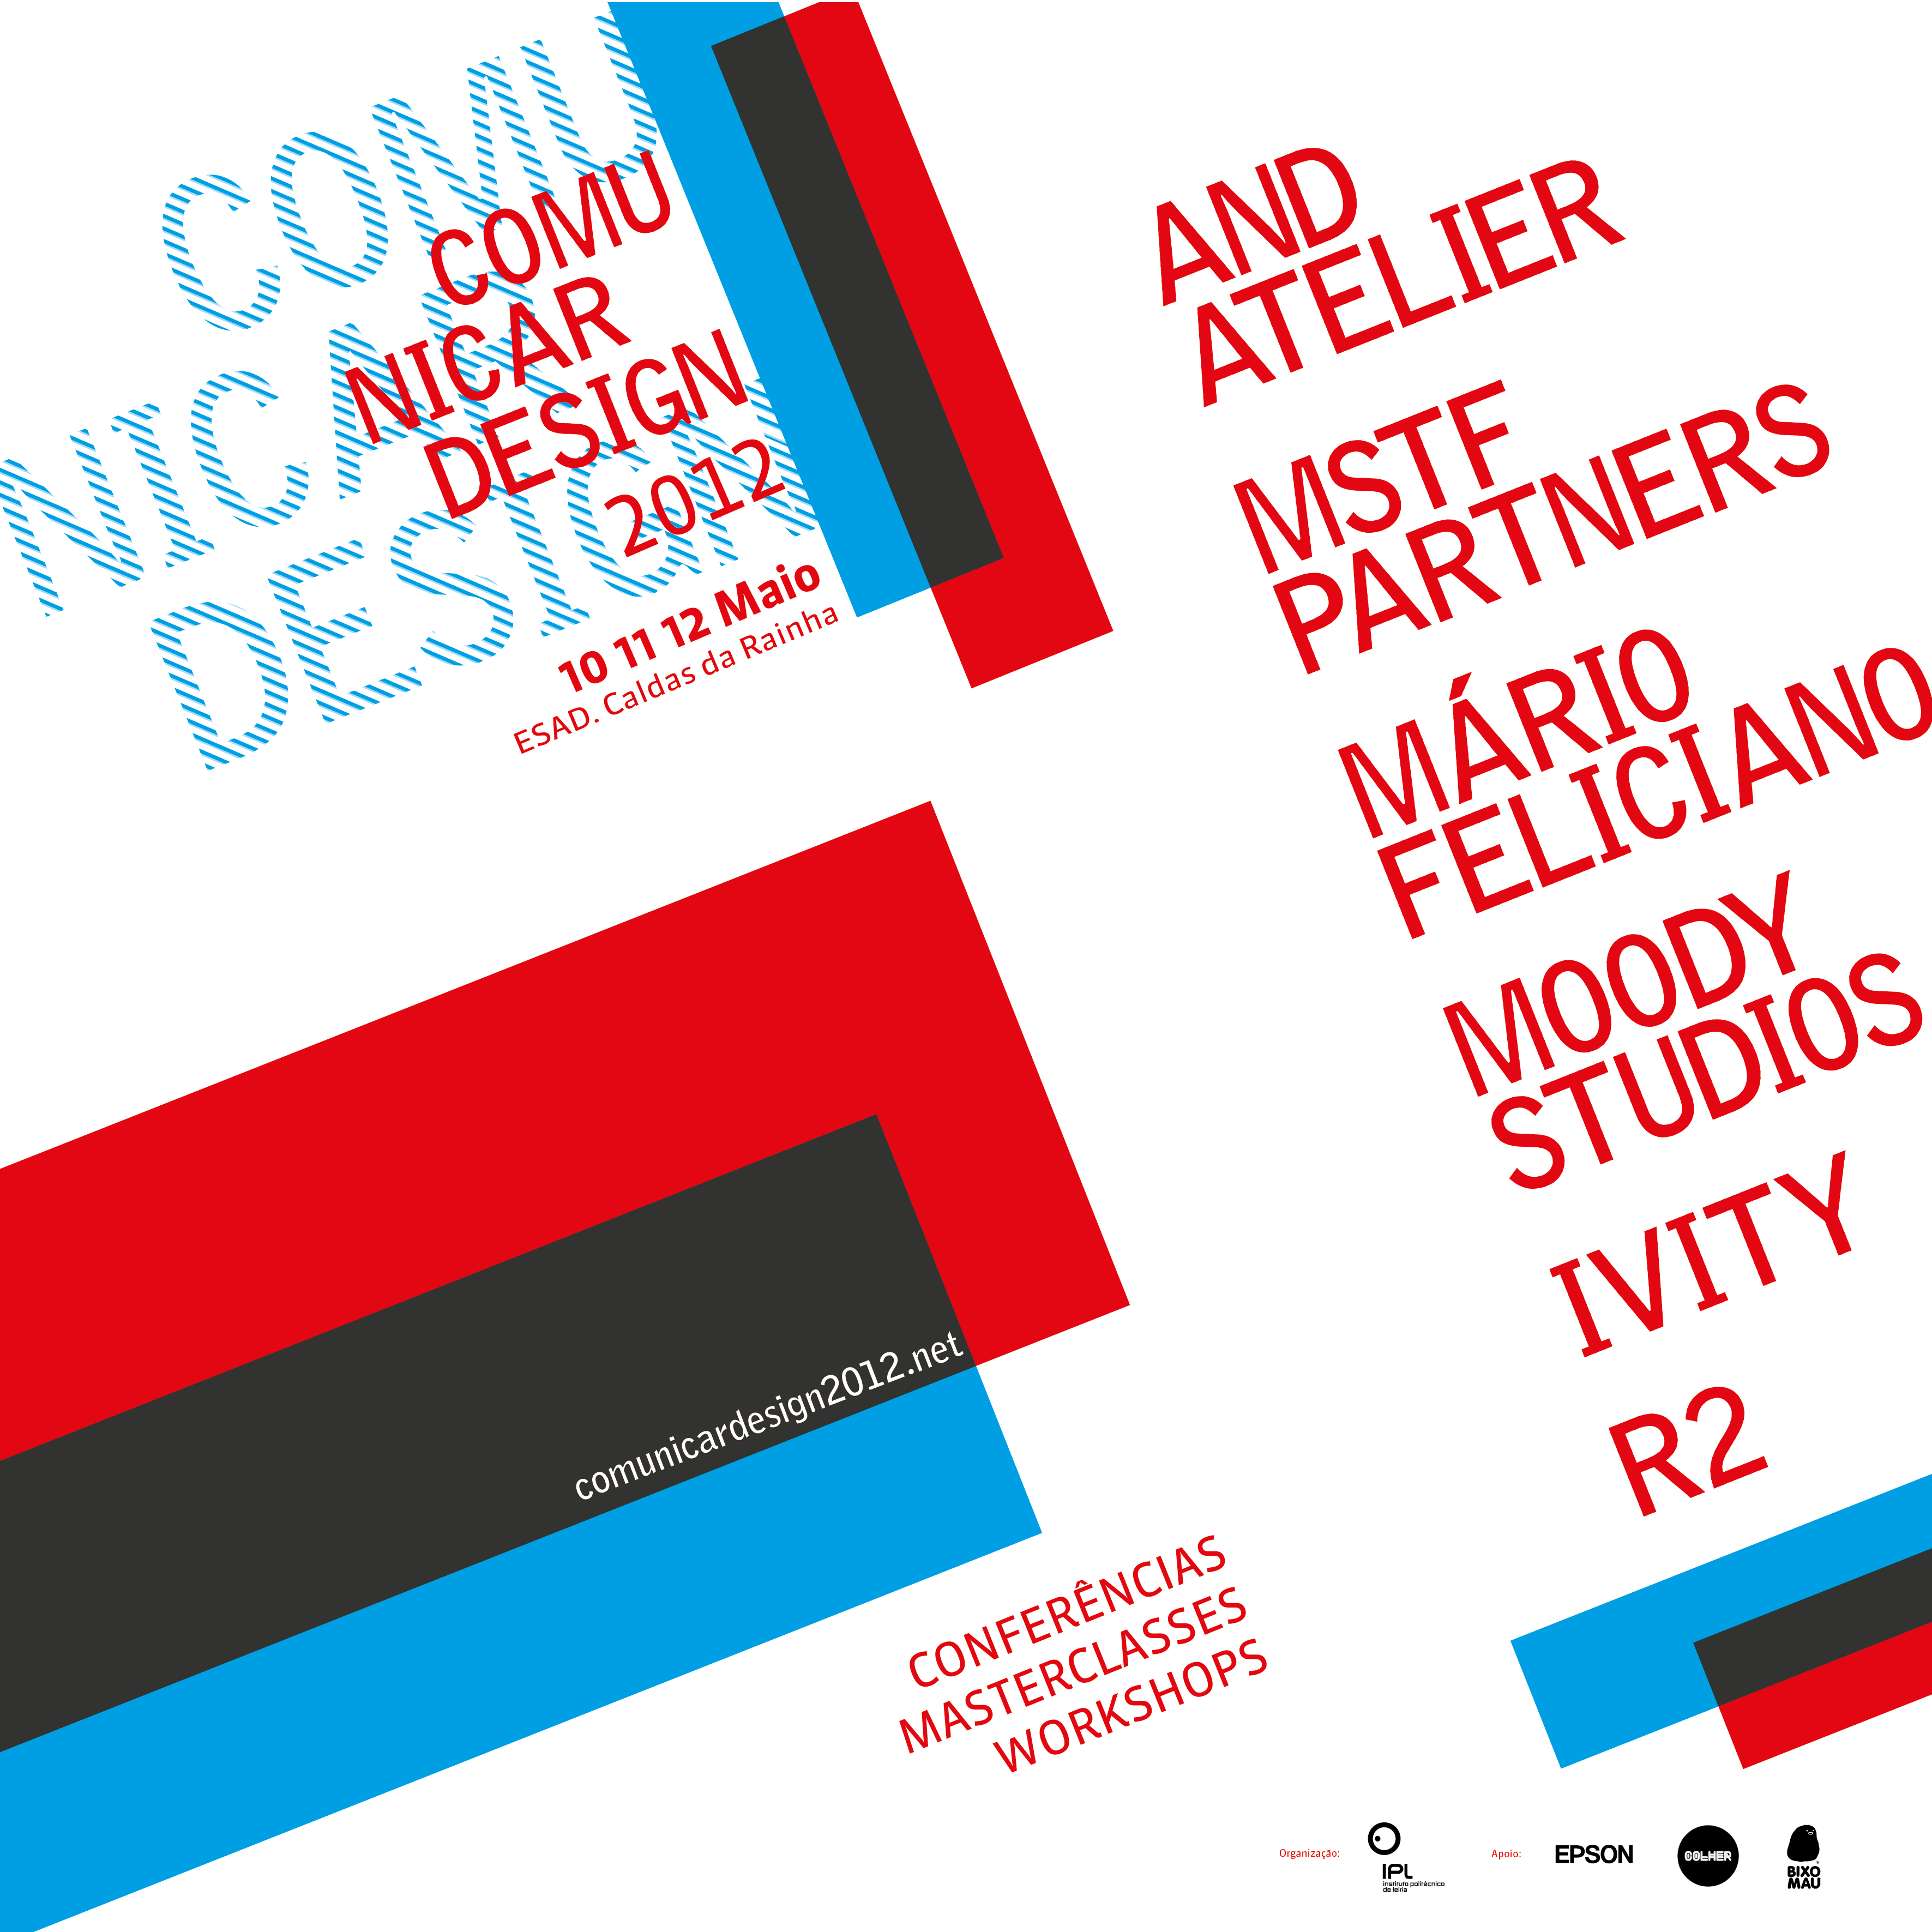 COMU
NICAR
DESIGN
COMU
NICAR
DESIGN
2012
10 11 12 Maio
ESAD. Caldas da Rainha
AND
ATELIER
MSTF
PARTNERS
MÁRIO
FELICIANO
MOODY
STUDIOS
IVITY
R2
comunicardesign2012.net
CONFERÊNCIAS
MASTERCLASSES
WORKSHOPS
Organização:
IPL
instituto politécnico
de leiria
Apoio:
EPSON
COLHER
BIXO
MAU